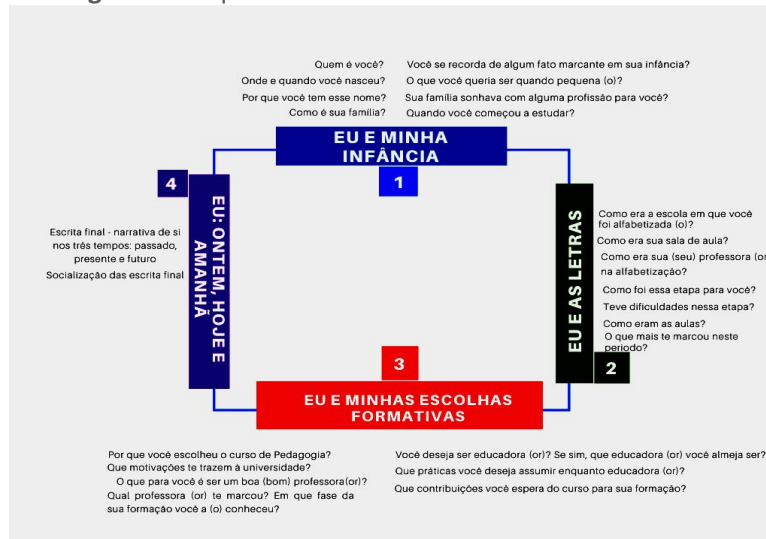 Quem é você?
Onde e quando você nasceu?
Por que você tem esse nome?
Como é sua família?
Você se recorda de algum fato marcante em sua infância?
O que você queria ser quando pequena (o)?
Sua família sonhava com alguma profissão para você?
Quando você começou a estudar?
EU E MINHA
INFÂNCIA
1
EU E AS LETRAS
2
Como era a escola em que você
foi alfabetizada (o)?
Como era sua sala de aula?
Como era sua (seu) professora (or
na alfabetização?
Como foi essa etapa para você?
Teve dificuldades nessa etapa?
Como eram as aulas?
O que mais te marcou neste
periodo?
3
EU E MINHAS ESCOLHAS
FORMATIVAS
Por que você escolheu o curso de Pedagogia?
Que motivações te trazem à universidade?
O que para você é ser um boa (bom) professora(or)?
Qual professora (or) te marcou? Em que fase da
sua formação você a (o) conheceu?
Você deseja ser educadora (or)? Se sim, que educadora (or) você almeja ser?
Que práticas você deseja assumir enquanto educadora (or)?
Que contribuições você espera do curso para sua formação?
4
EU: ONTEM, HOJE E
AMANHÃ
Escrita final - narrativa de si
nos três tempos: passado,
presente e futuro
Socialização das escrita final